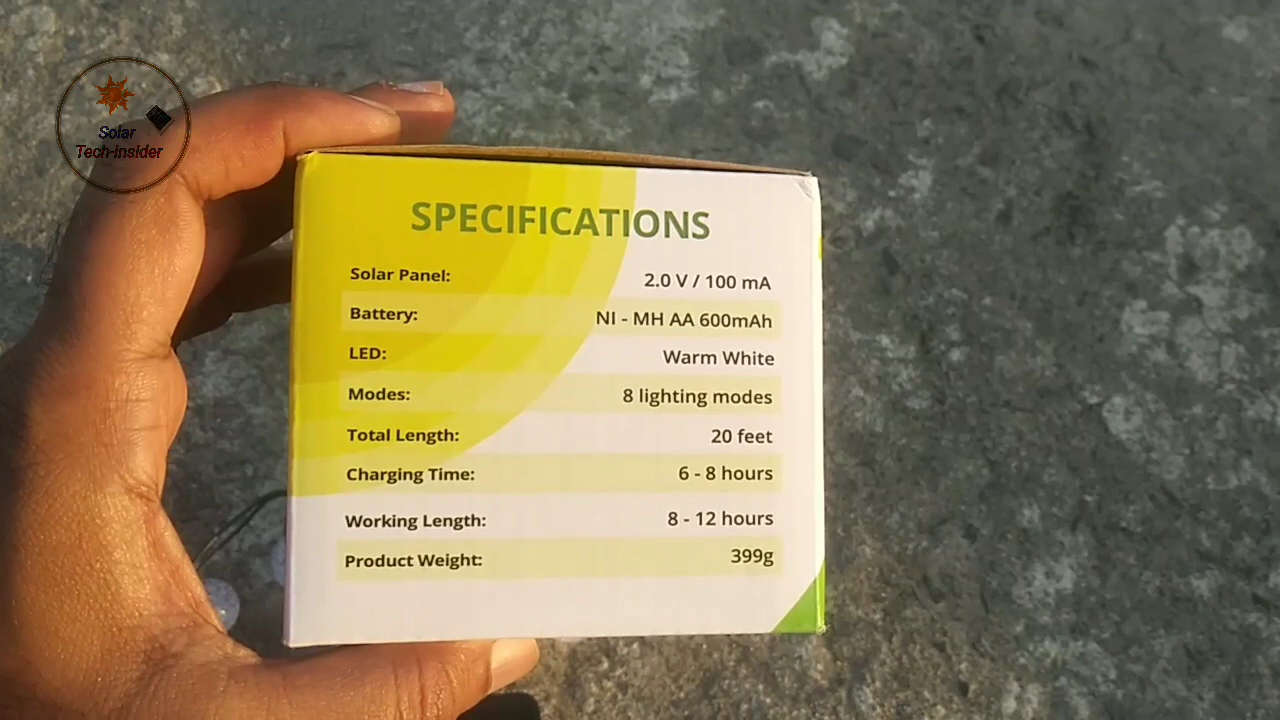 Solar
Tech-Insider
SPECIFICATIONS
Solar Panel: 2.0 V / 100 mA
Battery: NI - MH AA 600mAh
LED: Warm White
Modes: 8 lighting modes
Total Length: 20 feet
Charging Time: 6 - 8 hours
Working Length: 8 - 12 hours
Product Weight: 399g